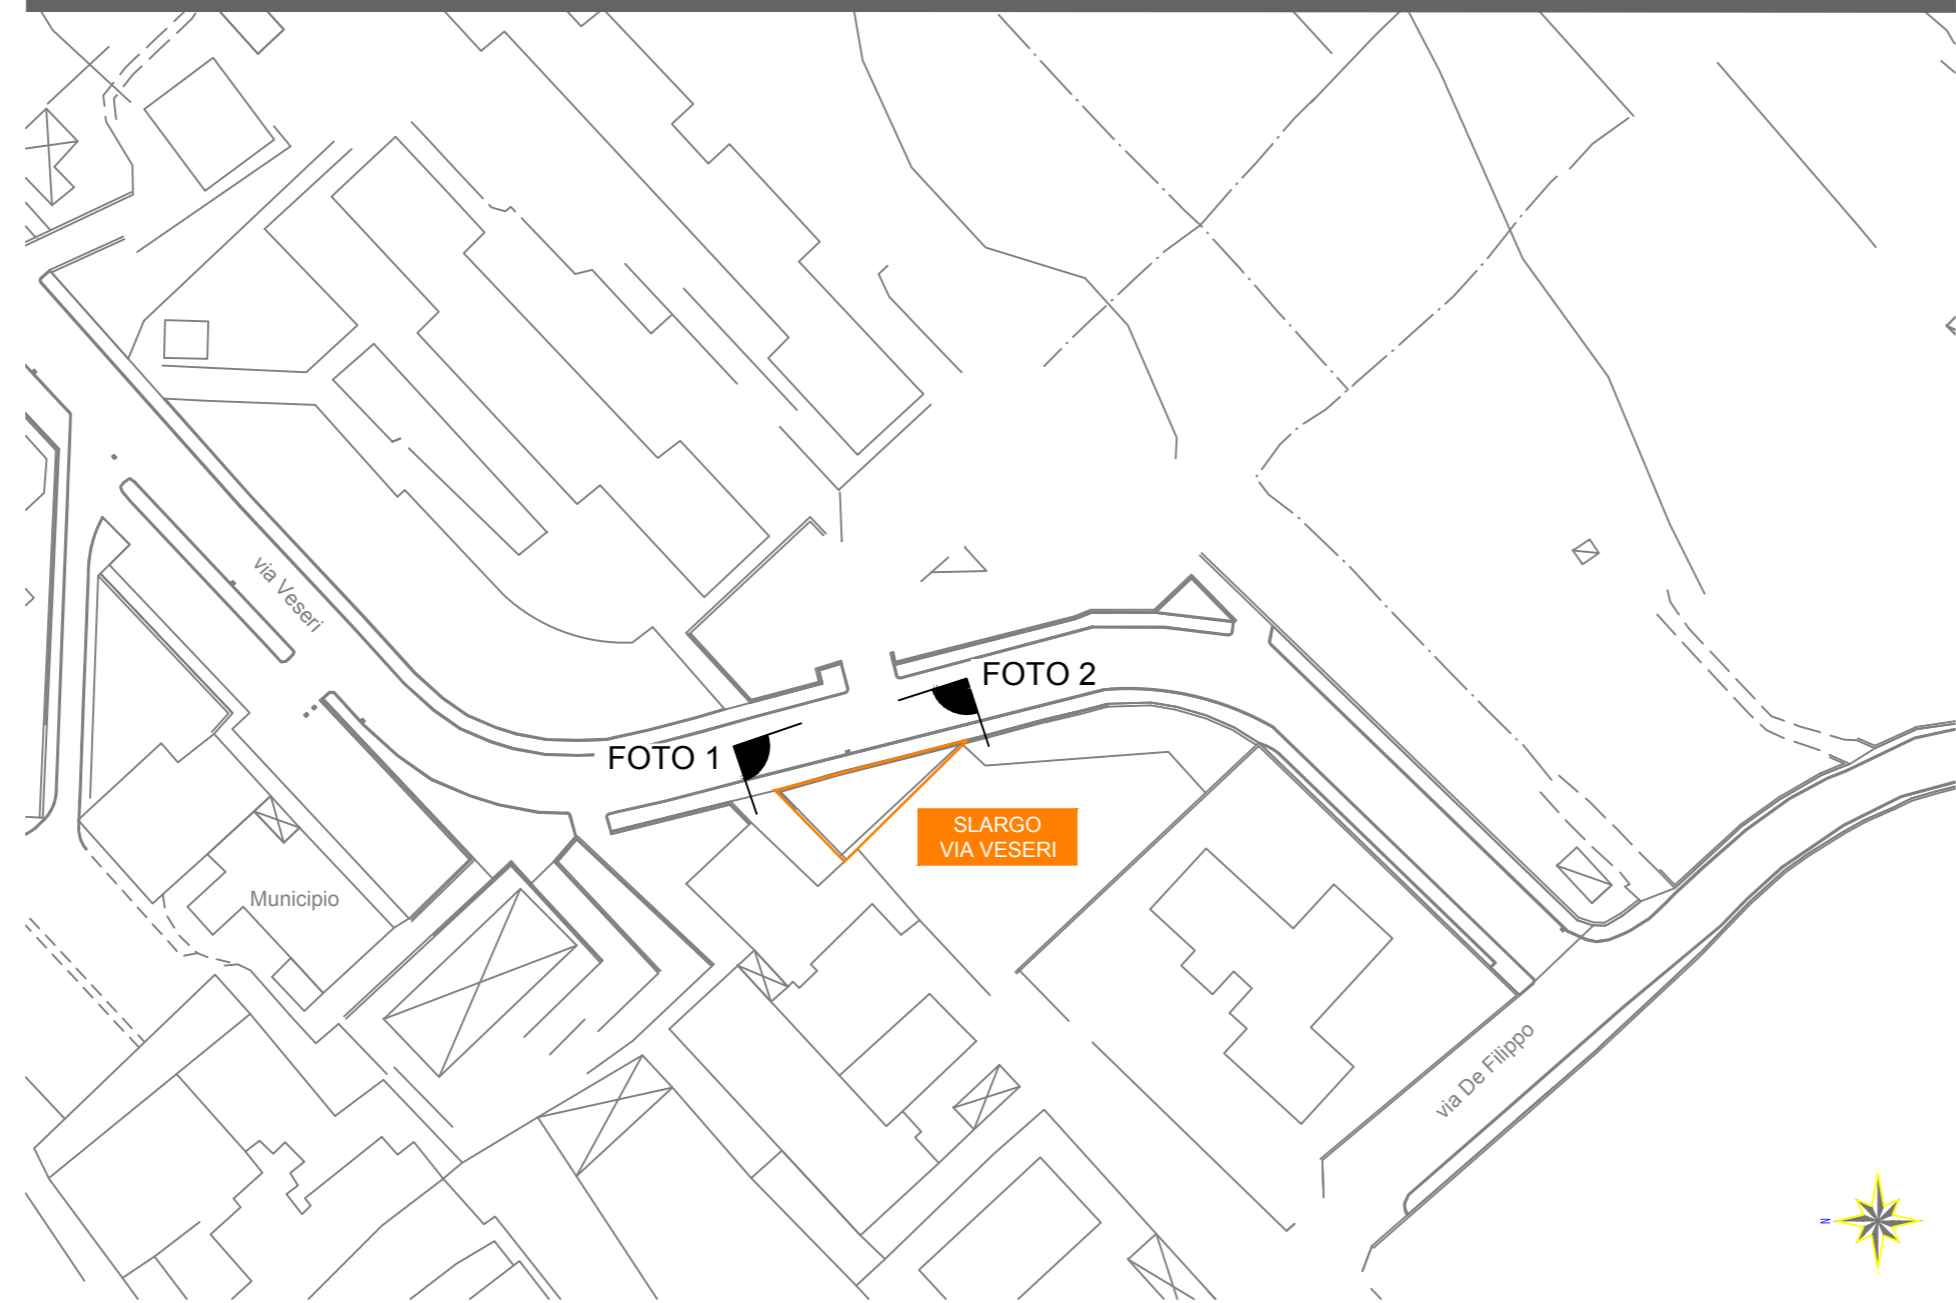 via Veseri
FOTO 2
FOTO 1
SLARGO
VIA VESERI
Municipio
via De Filippo
N